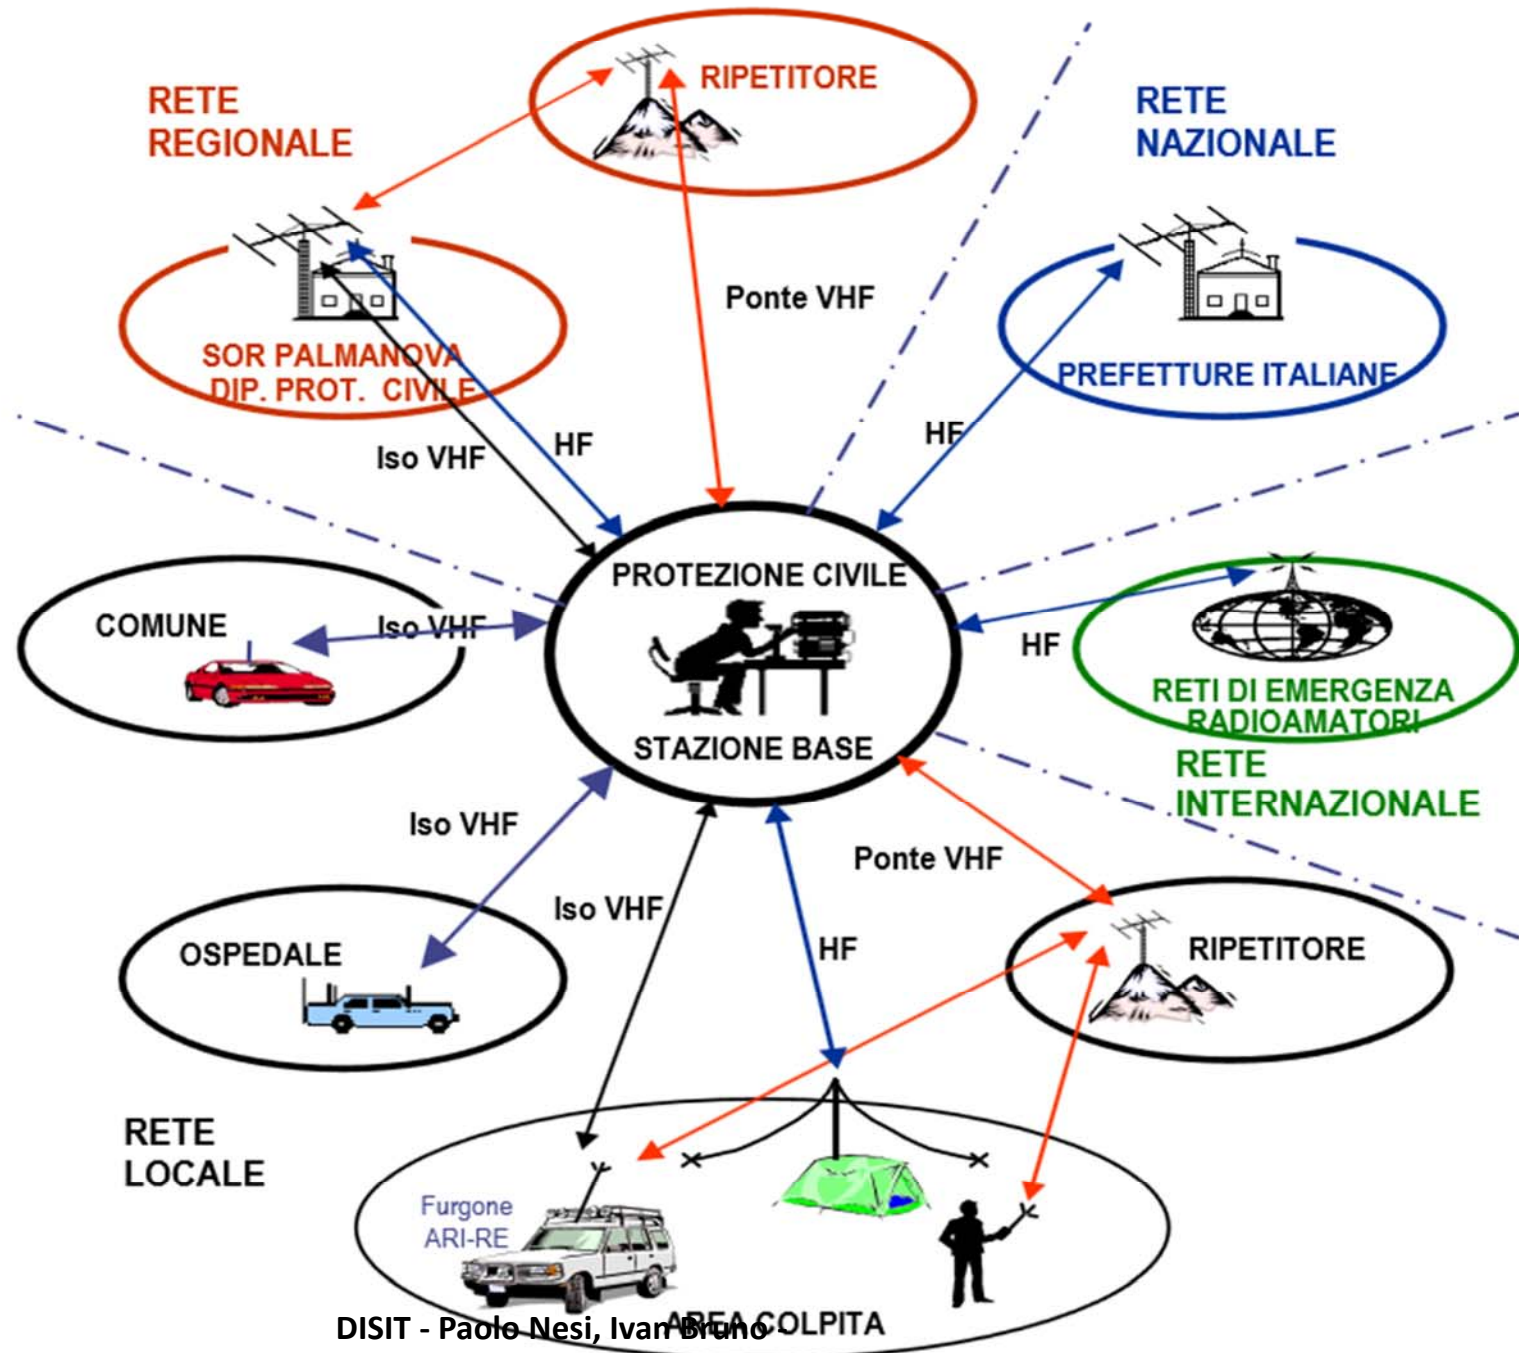 RIPETITORE
RETE
REGIONALE
RETE
NAZIONALE
Ponte VHF
SOR PALMANOVA
DIP. PROT. CIVILE
PREFETTURE ITALIANE
Iso VHF
HF
HF
PROTEZIONE CIVILE
COMUNE
Iso VHF
HF
RETI DI EMERGENZA
RADIOAMATORI
STAZIONE BASE
RETE
INTERNAZIONALE
Iso VHF
Ponte VHF
Iso VHF
OSPEDALE
HF
RIPETITORE
RETE
LOCALE
Furgone
ARI-RE
AREA COLPITA
DISIT - Paolo Nesi, Ivan Bruno -